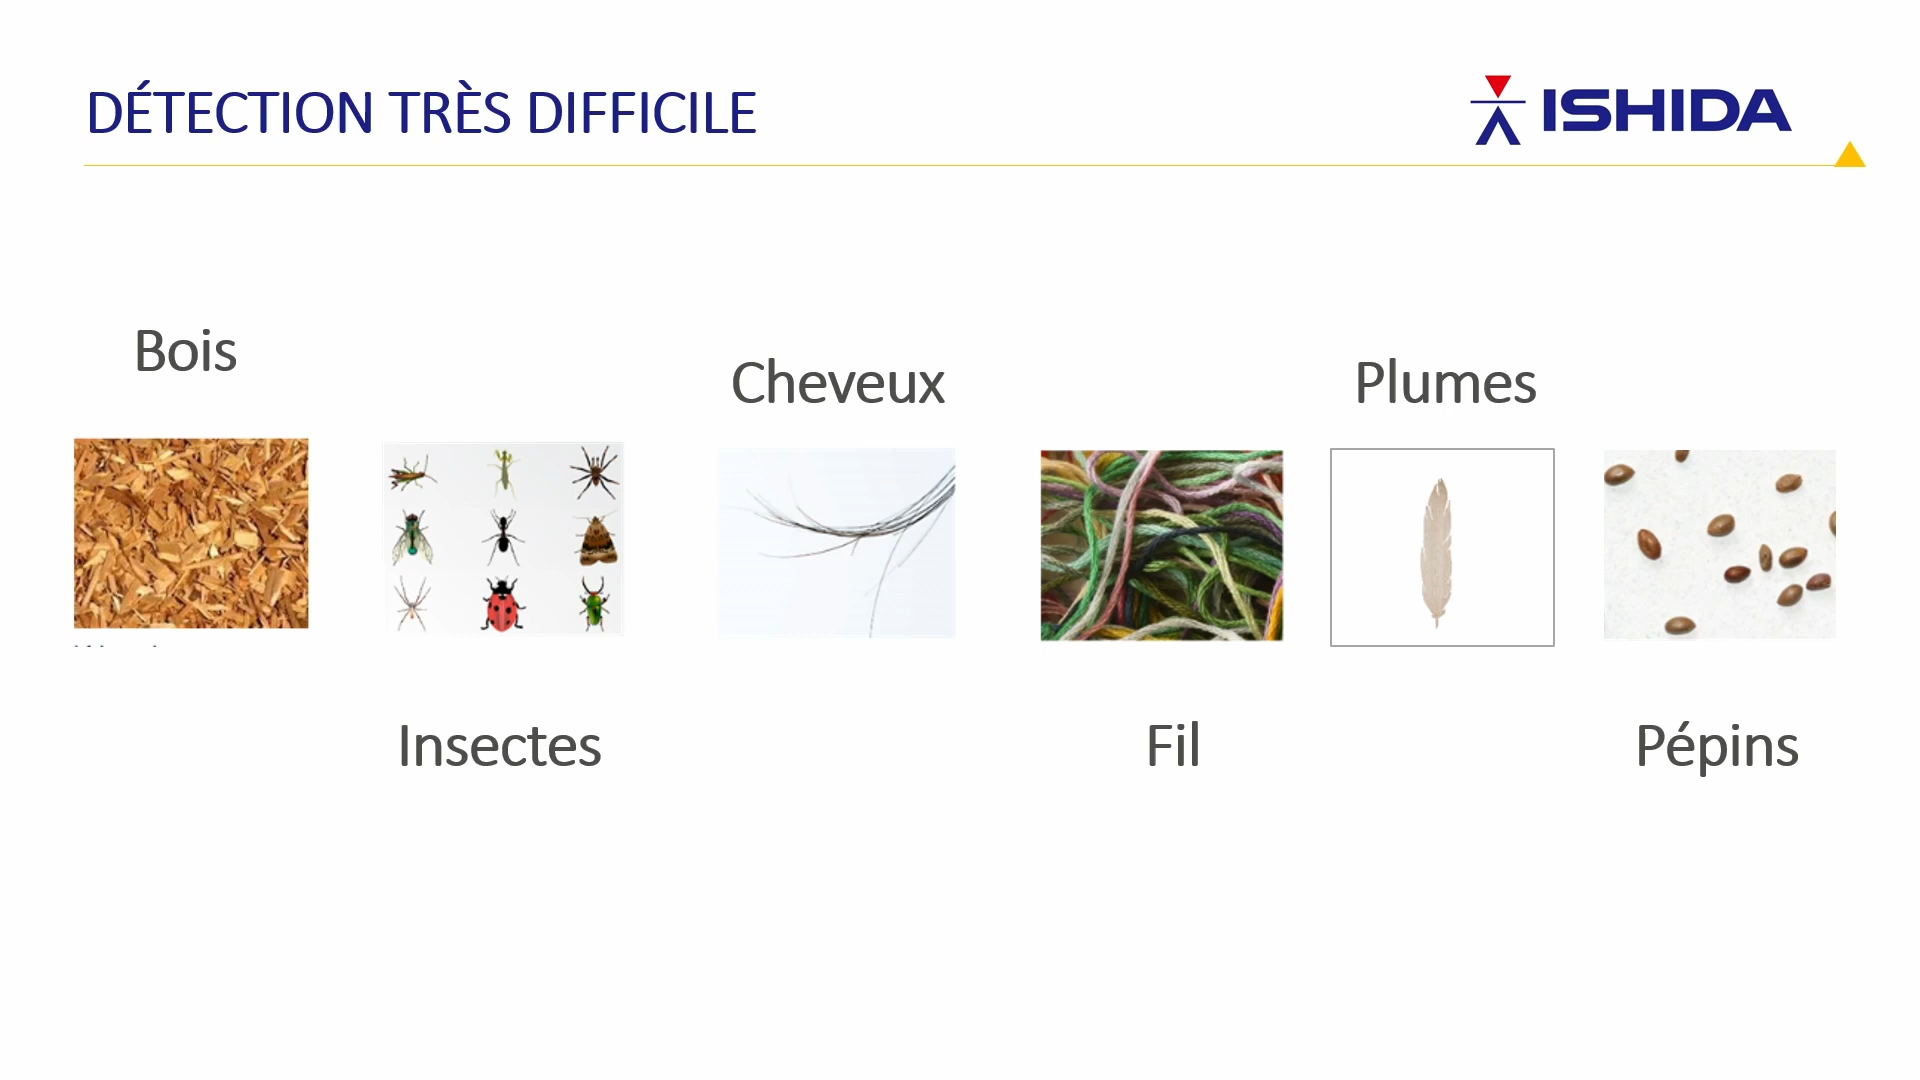 DÉTECTION TRÈS DIFFICILE
ISHIDA
Bois
Cheveux
Plumes
Insectes
Fil
Pépins